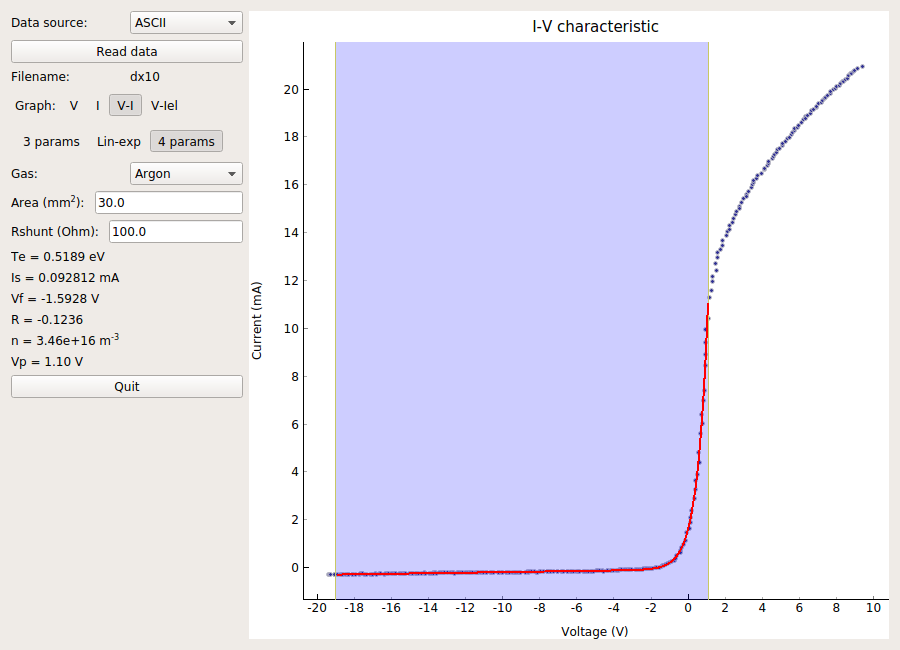 Data source: ASCII
Read data
Filename: dx10
Graph: V I V-I V-Iel
3 params Lin-exp 4 params
Gas: Argon
Area (mm²): 30.0
Rshunt (Ohm): 100.0
Te = 0.5189 eV
Is = 0.092812 mA
Vf = -1.5928 V
R = -0.1236
n = 3.46e+16 m⁻³
Vp = 1.10 V
Quit
I-V characteristic
Current (mA)
20
18
16
14
12
10
8
6
4
2
0
-20 -18 -16 -14 -12 -10 -8 -6 -4 -2 0 2 4 6 8 10
Voltage (V)